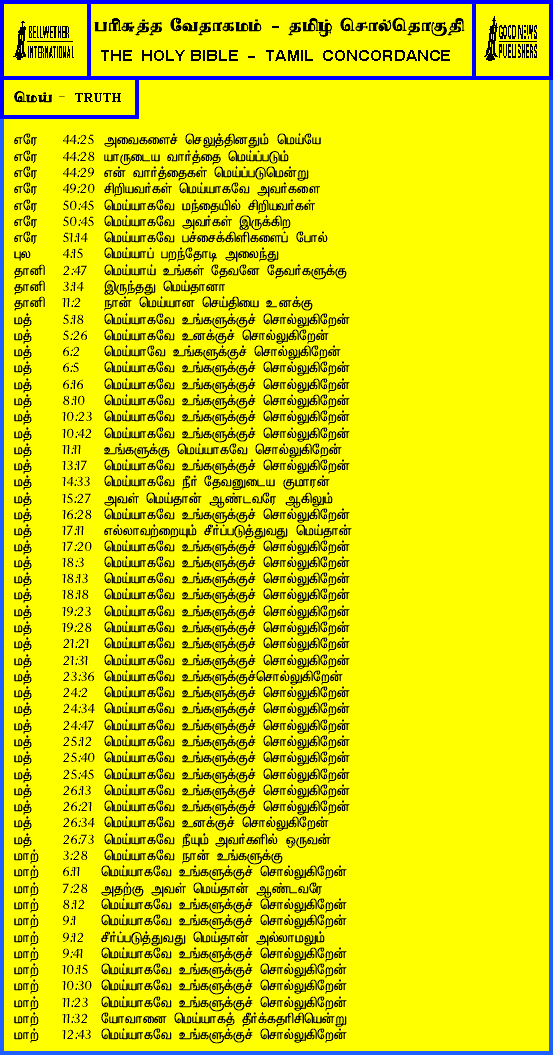 BELLWETHER
INTERNATIONAL
பரிசுத்த வேதாகமம் - தமிழ் சொல்தொகுதி
THE HOLY BIBLE - TAMIL CONCORDANCE
GOOD NEWS
PUBLISHERS
மெய் - TRUTH
எரே 44:25 அவைகளைச் செலுத்தினதும் மெய்யே
எரே 44:28 யாருடைய வார்த்தை மெய்ப்படும்
எரே 44:29 என் வார்த்தைகள் மெய்ப்படுமென்று
எரே 49:20 சிறியவர்கள் மெய்யாகவே அவர்களை
எரே 50:45 மெய்யாகவே மந்தையில் சிறியவர்கள்
எரே 50:45 மெய்யாகவே அவர்கள் இருக்கிற
எரே 51:14 மெய்யாகவே பச்சைக்கிளிகளைப் போல்
புல 4:15 மெய்யாப் பறந்தோடி அலைந்து
தானி 2:47 மெய்யாய் உங்கள் தேவனே தேவர்களுக்கு
தானி 3:14 இருந்தது மெய்தானா
தானி 11:2 நான் மெய்யான செய்தியை உனக்கு
மத் 5:18 மெய்யாகவே உங்களுக்குச் சொல்லுகிறேன்
மத் 5:26 மெய்யாகவே உனக்குச் சொல்லுகிறேன்
மத் 6:2 மெய்யாவே உங்களுக்குச் சொல்லுகிறேன்
மத் 6:5 மெய்யாகவே உங்களுக்குச் சொல்லுகிறேன்
மத் 6:16 மெய்யாகவே உங்களுக்குச் சொல்லுகிறேன்
மத் 8:10 மெய்யாகவே உங்களுக்குச் சொல்லுகிறேன்
மத் 10:23 மெய்யாகவே உங்களுக்குச் சொல்லுகிறேன்
மத் 10:42 மெய்யாகவே உங்களுக்குச் சொல்லுகிறேன்
மத் 11:11 உங்களுக்கு மெய்யாகவே சொல்லுகிறேன்
மத் 13:17 மெய்யாகவே உங்களுக்குச் சொல்லுகிறேன்
மத் 14:33 மெய்யாகவே நீர் தேவனுடைய குமாரன்
மத் 15:27 அவள் மெய்தான் ஆண்டவரே ஆகிலும்
மத் 16:28 மெய்யாகவே உங்களுக்குச் சொல்லுகிறேன்
மத் 17:11 எல்லாவற்றையும் சீர்ப்படுத்துவது மெய்தான்
மத் 17:20 மெய்யாகவே உங்களுக்குச் சொல்லுகிறேன்
மத் 18:3 மெய்யாகவே உங்களுக்குச் சொல்லுகிறேன்
மத் 18:13 மெய்யாகவே உங்களுக்குச் சொல்லுகிறேன்
மத் 18:18 மெய்யாகவே உங்களுக்குச் சொல்லுகிறேன்
மத் 19:23 மெய்யாகவே உங்களுக்குச் சொல்லுகிறேன்
மத் 19:28 மெய்யாகவே உங்களுக்குச் சொல்லுகிறேன்
மத் 21:21 மெய்யாகவே உங்களுக்குச் சொல்லுகிறேன்
மத் 21:31 மெய்யாகவே உங்களுக்குச் சொல்லுகிறேன்
மத் 23:36 மெய்யாகவே உங்களுக்குச்சொல்லுகிறேன்
மத் 24:2 மெய்யாகவே உங்களுக்குச் சொல்லுகிறேன்
மத் 24:34 மெய்யாகவே உங்களுக்குச் சொல்லுகிறேன்
மத் 24:47 மெய்யாகவே உங்களுக்குச் சொல்லுகிறேன்
மத் 25:12 மெய்யாகவே உங்களுக்குச் சொல்லுகிறேன்
மத் 25:40 மெய்யாகவே உங்களுக்குச் சொல்லுகிறேன்
மத் 25:45 மெய்யாகவே உங்களுக்குச் சொல்லுகிறேன்
மத் 26:13 மெய்யாகவே உங்களுக்குச் சொல்லுகிறேன்
மத் 26:21 மெய்யாகவே உங்களுக்குச் சொல்லுகிறேன்
மத் 26:34 மெய்யாகவே உனக்குச் சொல்லுகிறேன்
மத் 26:73 மெய்யாகவே நீயும் அவர்களில் ஒருவன்
மாற் 3:28 மெய்யாகவே நான் உங்களுக்கு
மாற் 6:11 மெய்யாகவே உங்களுக்குச் சொல்லுகிறேன்
மாற் 7:28 அதற்கு அவள் மெய்தான் ஆண்டவரே
மாற் 8:12 மெய்யாகவே உங்களுக்குச் சொல்லுகிறேன்
மாற் 9:1 மெய்யாகவே உங்களுக்குச் சொல்லுகிறேன்
மாற் 9:12 சீர்ப்படுத்துவது மெய்தான் அல்லாமலும்
மாற் 9:41 மெய்யாகவே உங்களுக்குச் சொல்லுகிறேன்
மாற் 10:15 மெய்யாகவே உங்களுக்குச் சொல்லுகிறேன்
மாற் 10:30 மெய்யாகவே உங்களுக்குச் சொல்லுகிறேன்
மாற் 11:23 மெய்யாகவே உங்களுக்குச் சொல்லுகிறேன்
மாற் 11:32 யோவானை மெய்யாகத் தீர்க்கதரிசியென்று
மாற் 12:43 மெய்யாகவே உங்களுக்குச் சொல்லுகிறேன்